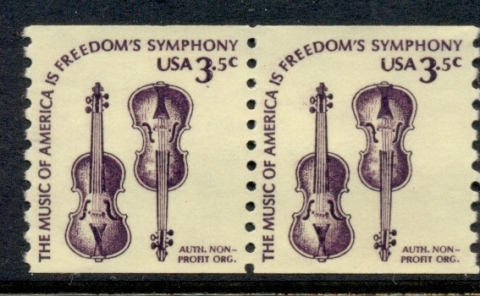 THE MUSIC OF AMERICA IS FREEDOM'S SYMPHONY
USA 3.5c
AUTH. NON-
PROFIT ORG.
THE MUSIC OF AMERICA IS FREEDOM'S SYMPHONY
USA 3.5c
AUTH. NON-
PROFIT ORG.